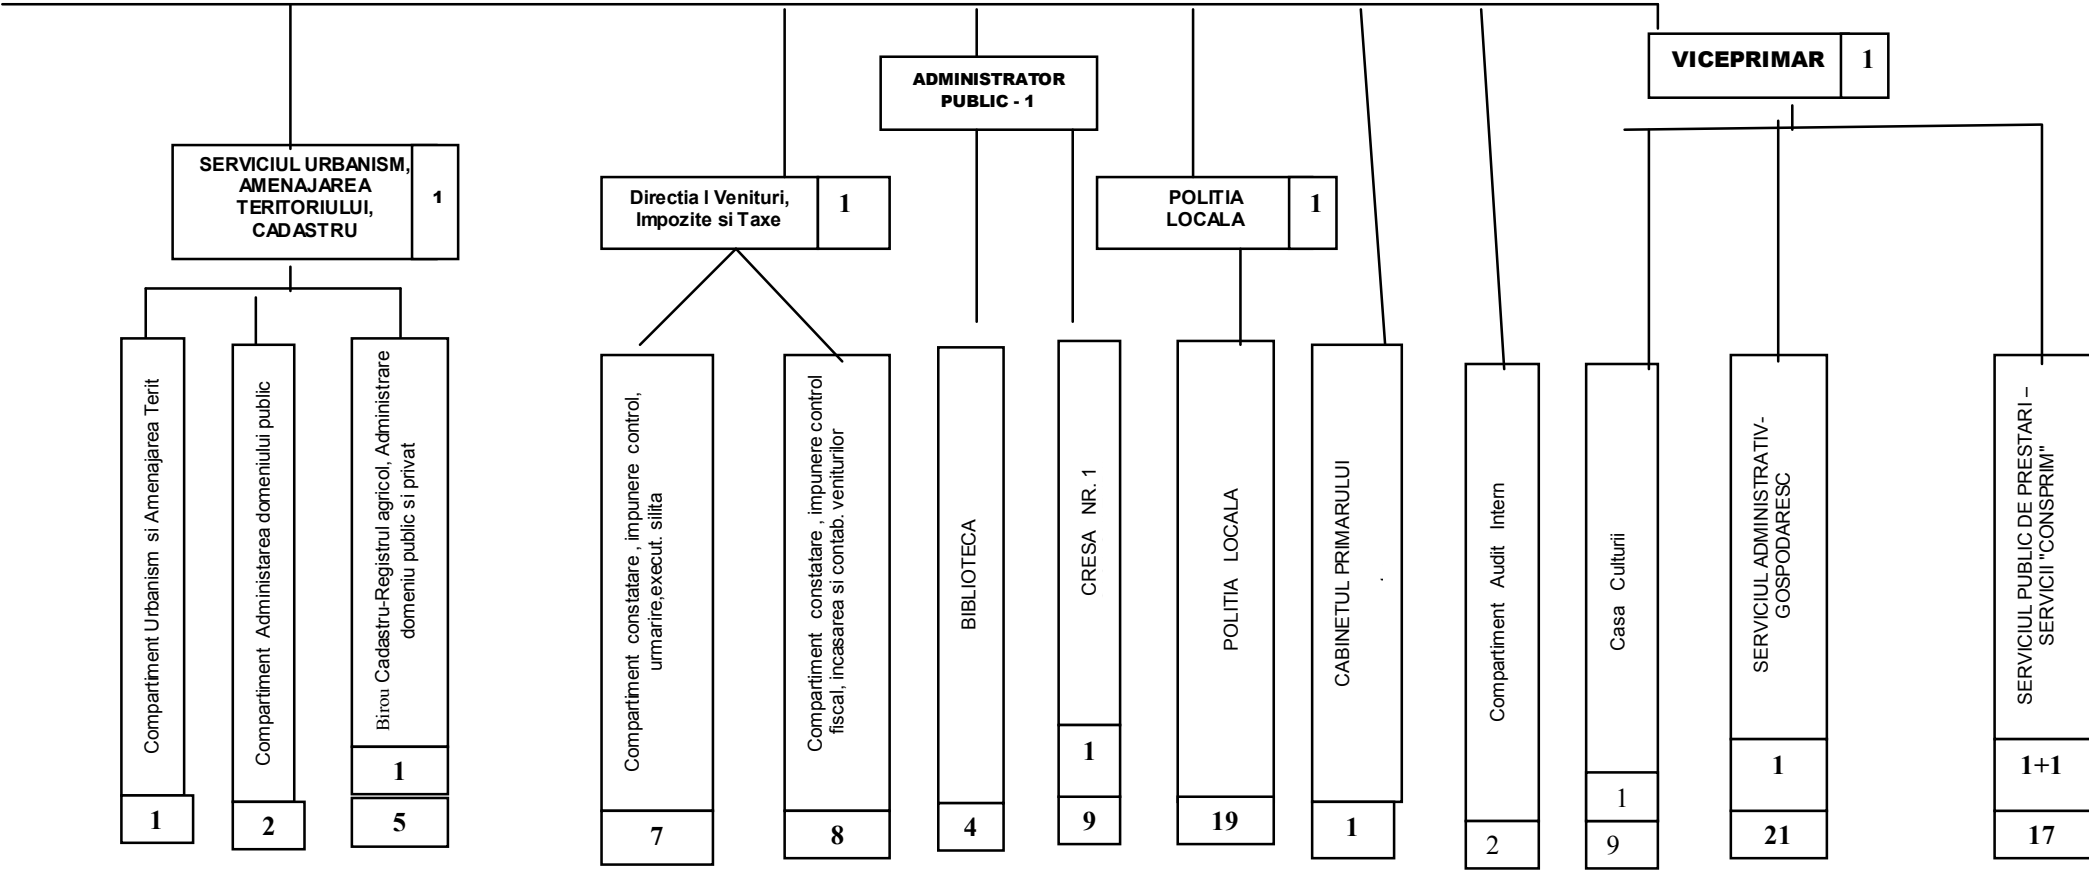 VICEPRIMAR 1
ADMINISTRATOR
PUBLIC - 1
SERVICIUL URBANISM,
AMENAJAREA
TERITORIULUI,
CADASTRU
1
Directia I Venituri,
Impozite si Taxe
1
POLITIA
LOCALA
1
Compartiment Urbanism si Amenajarea Terit
1
Compartiment Administarea domeniului public
2
Birou Cadastru-Registrul agricol, Administrare
domeniu public si privat
1
5
Compartiment constatare , impunere control,
urmarire,execut. silita
7
Compartiment constatare , impunere control
fiscal, incasarea si contab. veniturilor
8
BIBLIOTECA
4
CRESA NR. 1
1
9
POLITIA LOCALA
19
CABINETUL PRIMARULUI
.
1
Compartiment Audit Intern
2
Casa Culturii
1
9
SERVICIUL ADMINISTRATIV-
GOSPODARESC
1
21
SERVICIUL PUBLIC DE PRESTARI –
SERVICII "CONSPRIM"
1+1
17